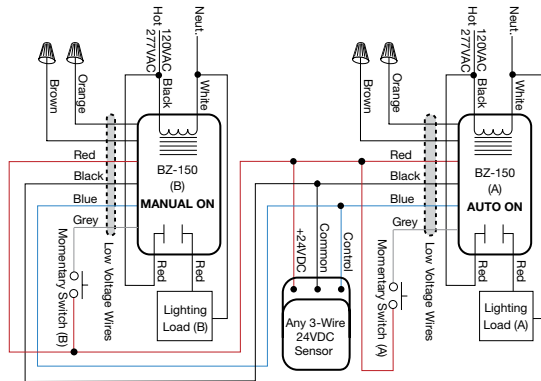 Hot
120VAC
277VAC
Neut.
Black
White
Brown
Orange
Red
Black
Blue
Grey
BZ-150
(B)
MANUAL ON
Red
Red
Momentary Switch (B)
Low Voltage Wires
Lighting
Load (B)
Hot
120VAC
277VAC
Neut.
Black
White
Brown
Orange
Red
Black
Blue
Grey
BZ-150
(A)
AUTO ON
Red
Red
+24VDC
Common
Control
Any 3-Wire
24VDC
Sensor
Momentary Switch (A)
Low Voltage Wires
Lighting
Load (A)